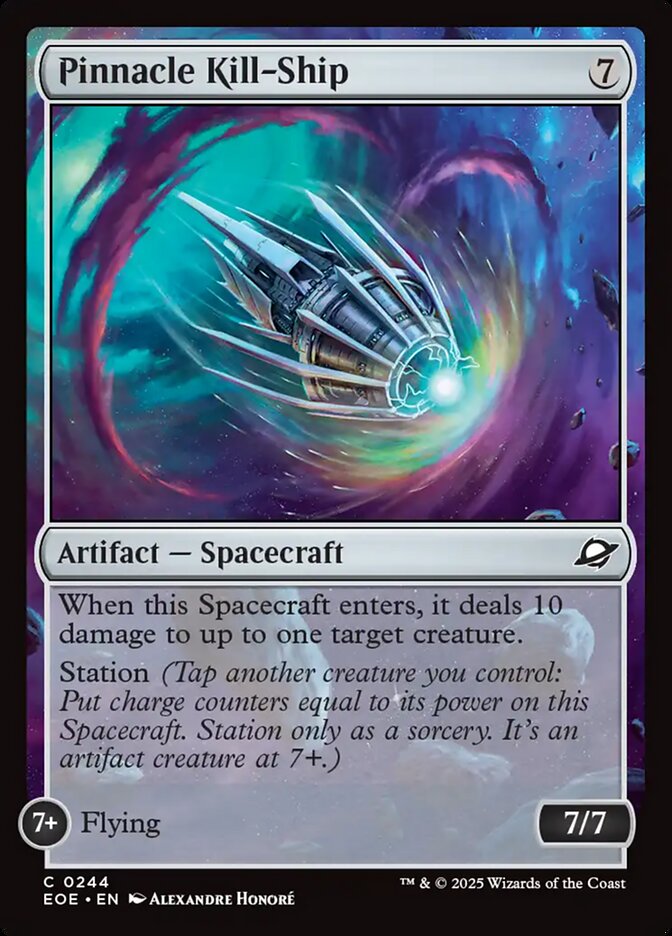 Pinnacle Kill-Ship 7
Artifact — Spacecraft
When this Spacecraft enters, it deals 10
damage to up to one target creature.
Station (Tap another creature you control:
Put charge counters equal to its power on this
Spacecraft. Station only as a sorcery. It's an
artifact creature at 7+.)
7+ Flying 7/7
C 0244
EOE • EN Alexandre Honoré ™ & © 2025 Wizards of the Coast